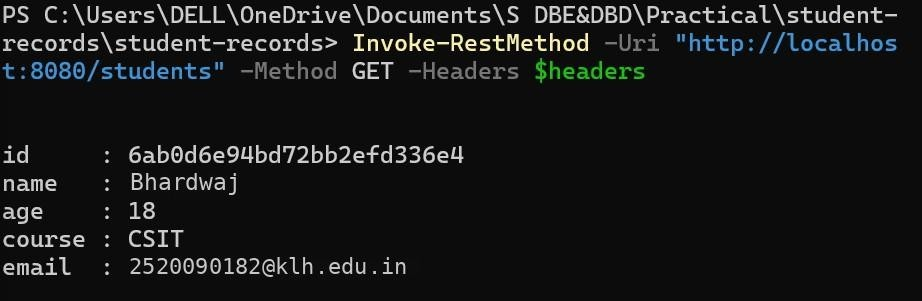 PS C:\Users\DELL\OneDrive\Documents\S DBE&DBD\Practical\student-
records\student-records> Invoke-RestMethod -Uri "http://localhos
t:8080/students" -Method GET -Headers $headers
id     : 6ab0d6e94bd72bb2efd336e4
name   : Bhardwaj
age    : 18
course : CSIT
email  : 2520090182@klh.edu.in